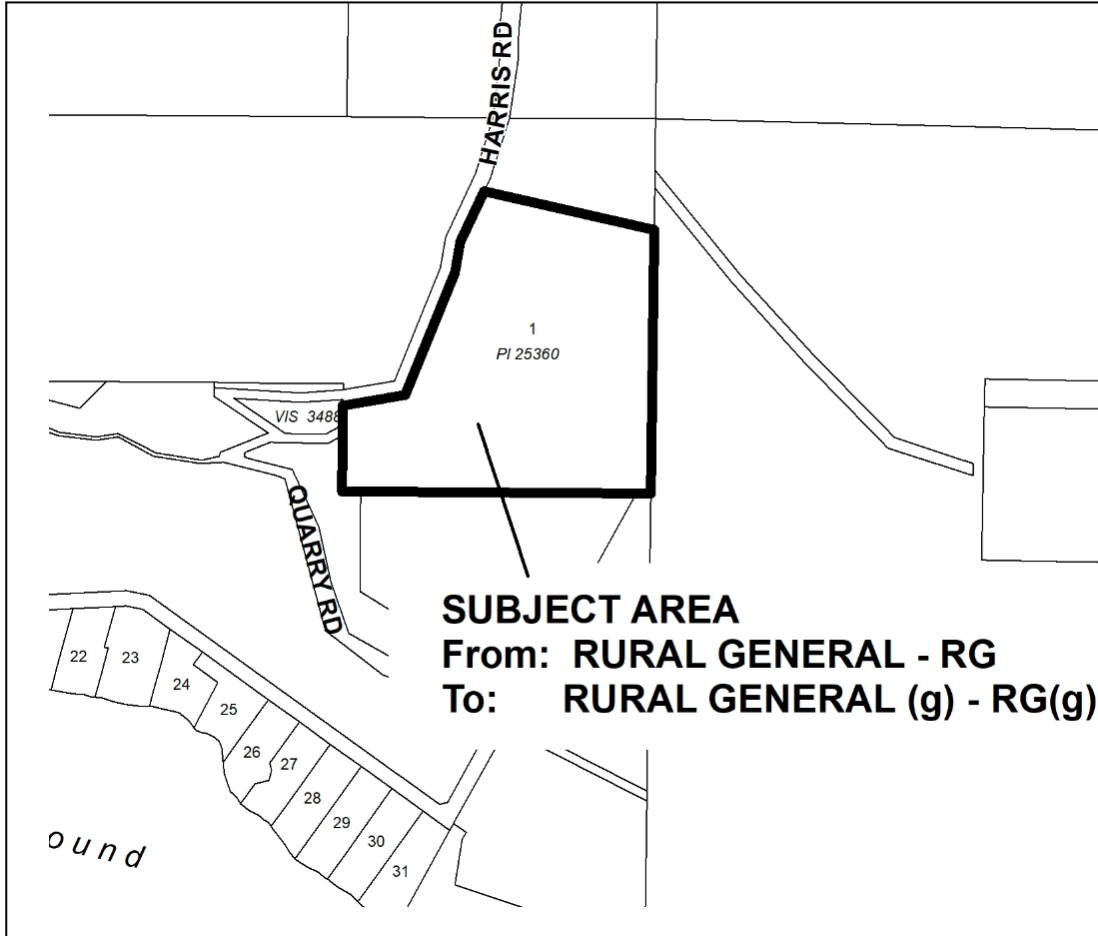 HARRIS RD
1
Pl 25360
VIS 3488
QUARRY RD
SUBJECT AREA
From: RURAL GENERAL - RG
To: RURAL GENERAL (g) - RG(g)
22
23
24
25
26
27
28
29
30
31
ound